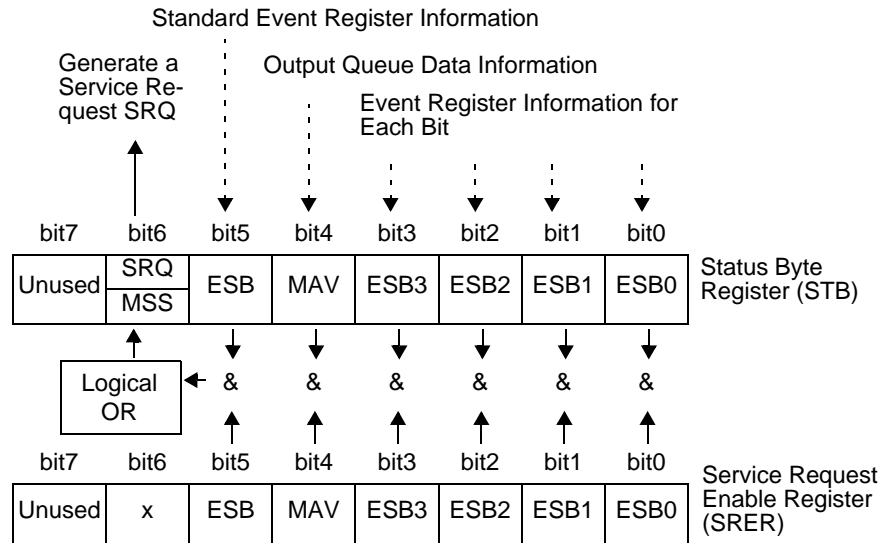 Standard Event Register Information
Generate a
Service Re-
quest SRQ
Output Queue Data Information
Event Register Information for
Each Bit
bit7 bit6 bit5 bit4 bit3 bit2 bit1 bit0
Unused SRQ MSS ESB MAV ESB3 ESB2 ESB1 ESB0
Status Byte
Register (STB)
Logical
OR
& & & & & &
bit7 bit6 bit5 bit4 bit3 bit2 bit1 bit0
Unused x ESB MAV ESB3 ESB2 ESB1 ESB0
Service Request
Enable Register
(SRER)